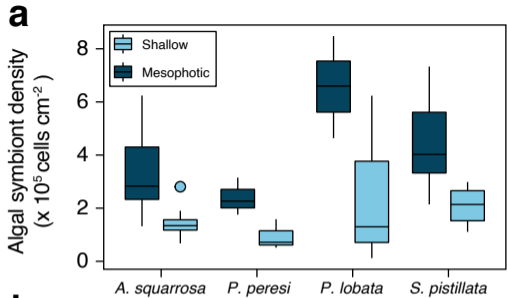 a
Algal symbiont density
(x 10⁵ cells cm⁻²)
8
6
4
2
0
Shallow
Mesophotic
A. squarrosa P. peresi P. lobata S. pistillata